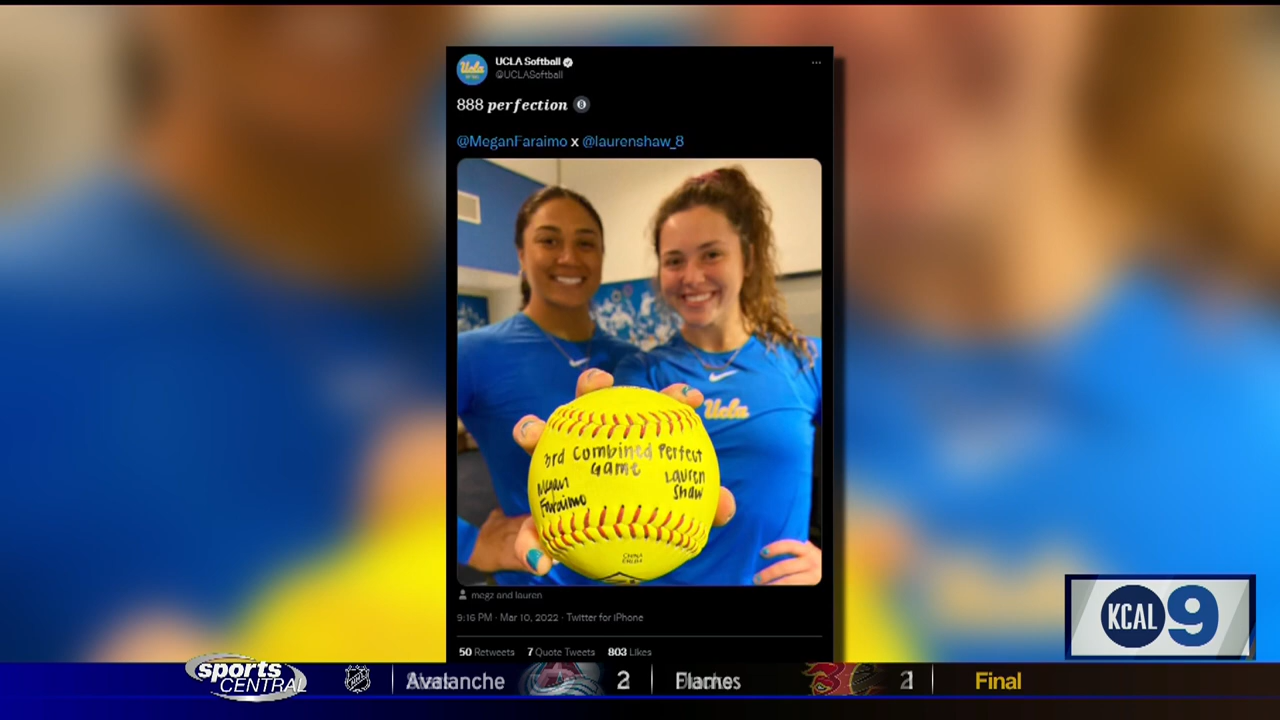 Ucla
UCLA Softball
@UCLASoftball
888 perfection 8
@MeganFaraimo x @laurenshaw_8
Ucla
3rd Combined Perfect
Game
Megan
Faraimo
Lauren
Shaw
megz and lauren
9:16 PM · Mar 10, 2022 · Twitter for iPhone
50 Retweets 7 Quote Tweets 803 Likes
KCAL 9
sports
CENTRAL
NHL
Avalanche 2
Flames
Final